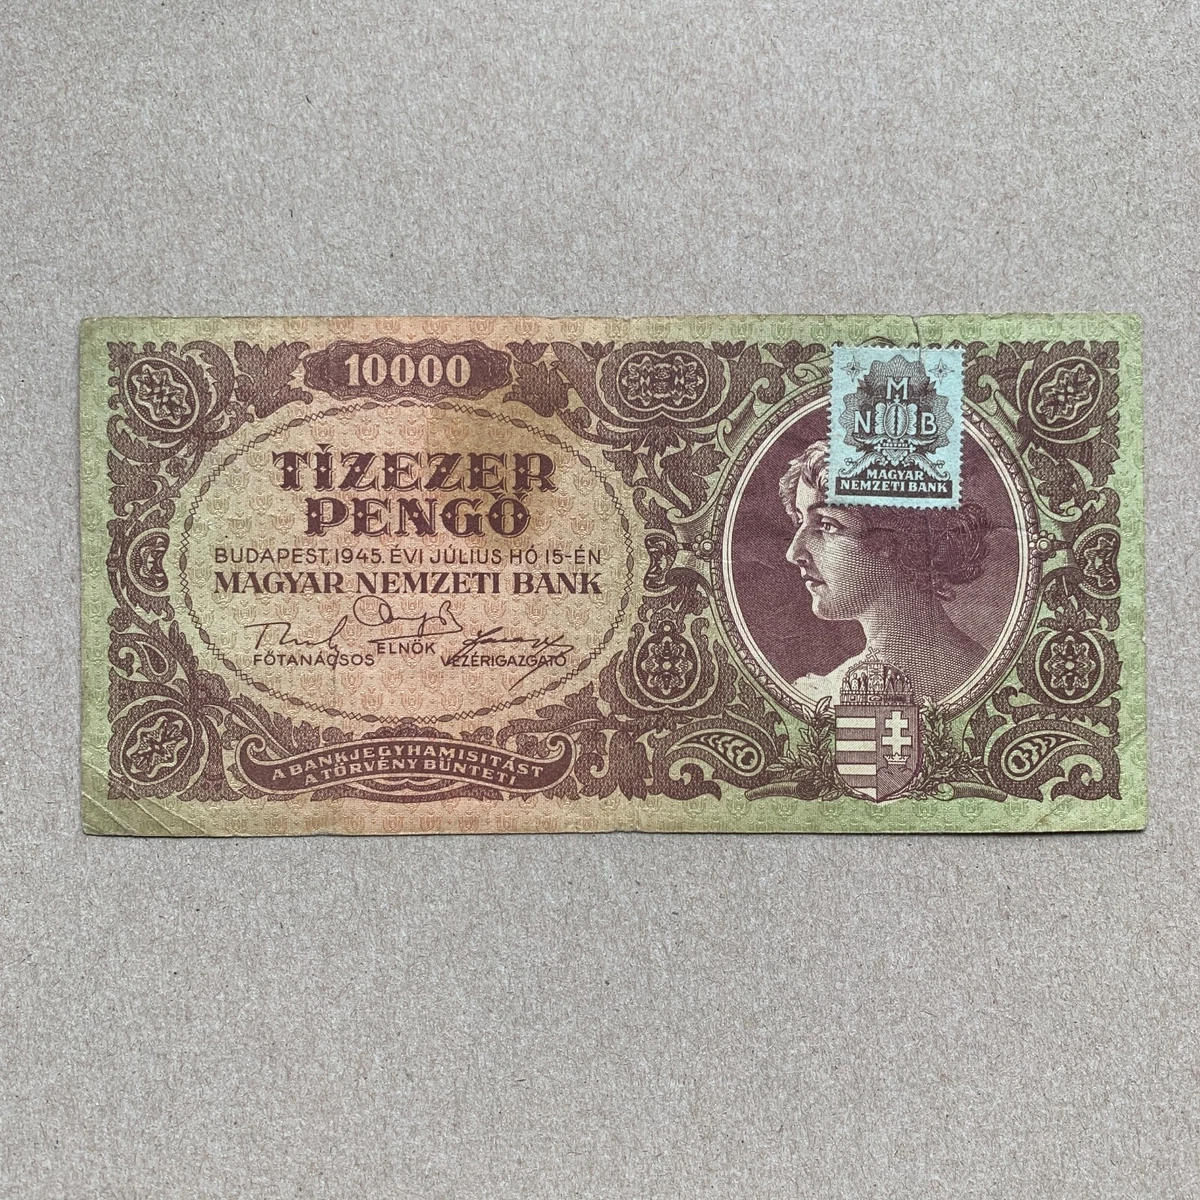 10000
TÍZEZER
PENGŐ
BUDAPEST, 1945. ÉVI JÚLIUS HÓ 15-ÉN
MAGYAR NEMZETI BANK
FŐTANÁCSOS
ELNÖK
VEZÉRIGAZGATÓ
A BANKJEGYHAMISITÁST
A TÖRVÉNY BÜNTETI
M
N B
MAGYAR
NEMZETI BANK